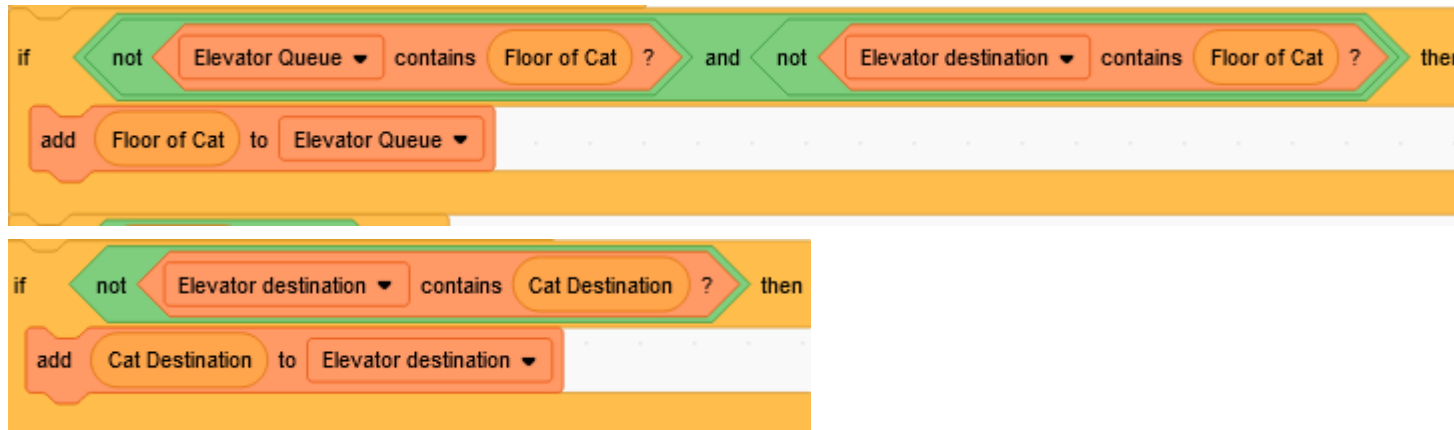 if not Elevator Queue contains Floor of Cat ? and not Elevator destination contains Floor of Cat ? then
add Floor of Cat to Elevator Queue
if not Elevator destination contains Cat Destination ? then
add Cat Destination to Elevator destination